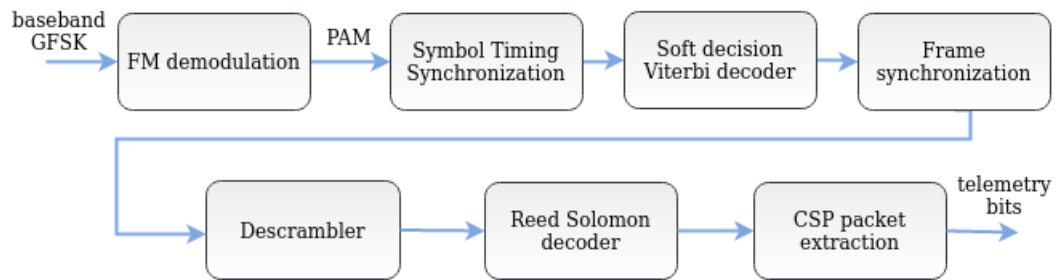 baseband
GFSK
FM demodulation
PAM
Symbol Timing
Synchronization
Soft decision
Viterbi decoder
Frame
synchronization
Descrambler
Reed Solomon
decoder
CSP packet
extraction
telemetry
bits